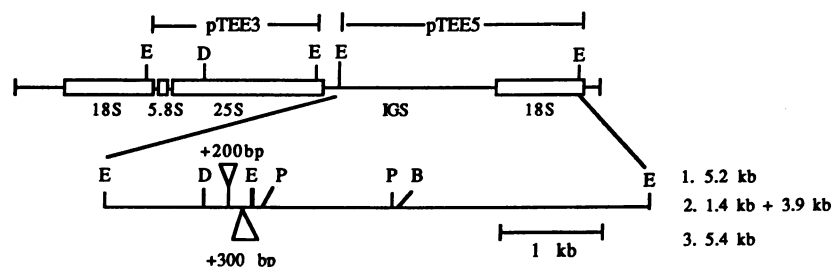 pTEE3 pTEE5
E D E E E
18S 5.8S 25S IGS 18S
+200bp
E D E P P B E 1. 5.2 kb
2. 1.4 kb + 3.9 kb
1 kb 3. 5.4 kb
+300 bp